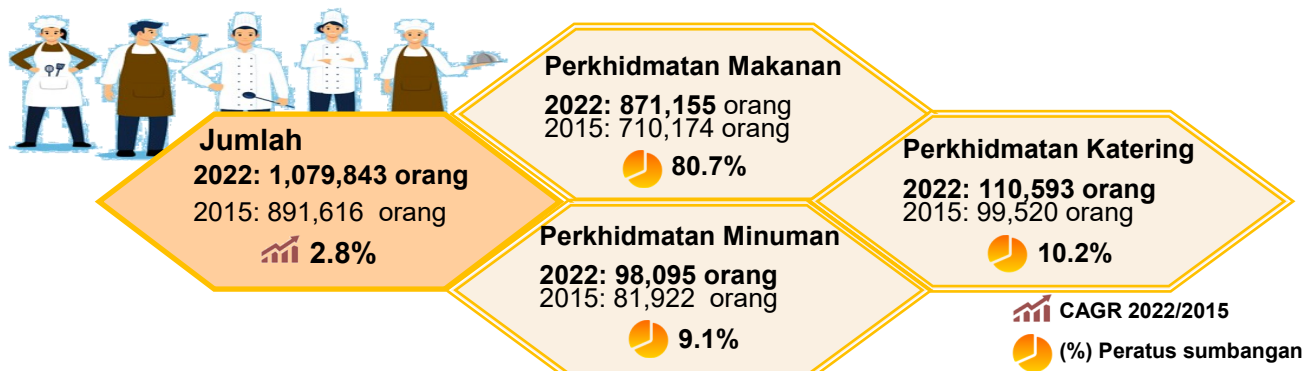 Jumlah
2022: 1,079,843 orang
2015: 891,616 orang
2.8%
Perkhidmatan Makanan
2022: 871,155 orang
2015: 710,174 orang
80.7%
Perkhidmatan Minuman
2022: 98,095 orang
2015: 81,922 orang
9.1%
Perkhidmatan Katering
2022: 110,593 orang
2015: 99,520 orang
10.2%
CAGR 2022/2015
(%) Peratus sumbangan